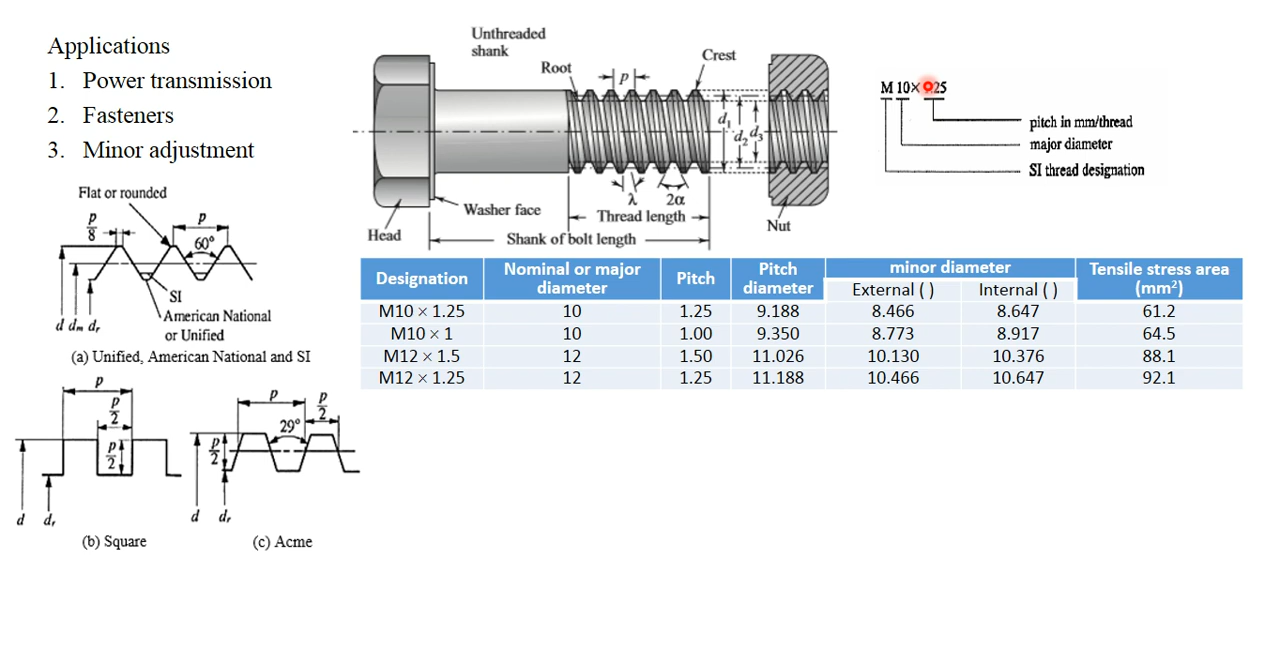 Applications
1. Power transmission
2. Fasteners
3. Minor adjustment
Flat or rounded
p
8
p
60°
SI
American National
or Unified
d dm dr
(a) Unified, American National and SI
p
p
2
p
2
d dr
(b) Square
p
p
2
29°
p
2
d dr
(c) Acme
Unthreaded
shank
Root
p
Crest
d1
d2
d3
λ
2α
Washer face
Thread length
Nut
Head
Shank of bolt length
M 10×
25
pitch in mm/thread
major diameter
SI thread designation
Designation Nominal or major diameter Pitch Pitch diameter minor diameter Tensile stress area (mm²)
External ( ) Internal ( )
M10 × 1.25 10 1.25 9.188 8.466 8.647 61.2
M10 × 1 10 1.00 9.350 8.773 8.917 64.5
M12 × 1.5 12 1.50 11.026 10.130 10.376 88.1
M12 × 1.25 12 1.25 11.188 10.466 10.647 92.1